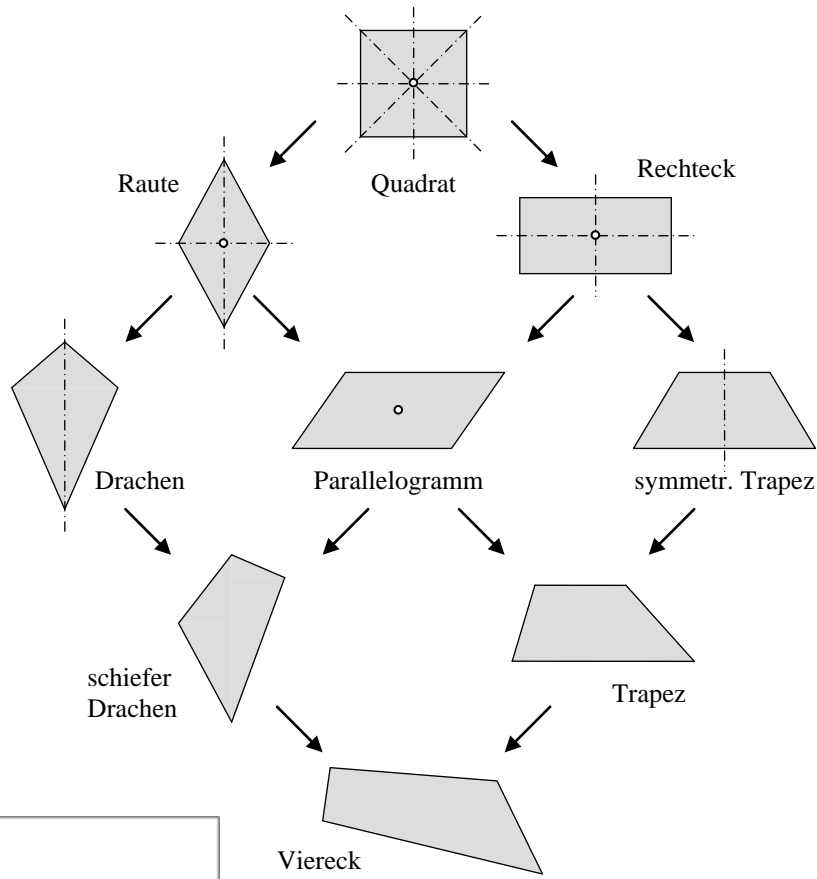 Raute
Quadrat
Rechteck
Drachen
Parallelogramm
symmetr. Trapez
schiefer
Drachen
Trapez
Viereck